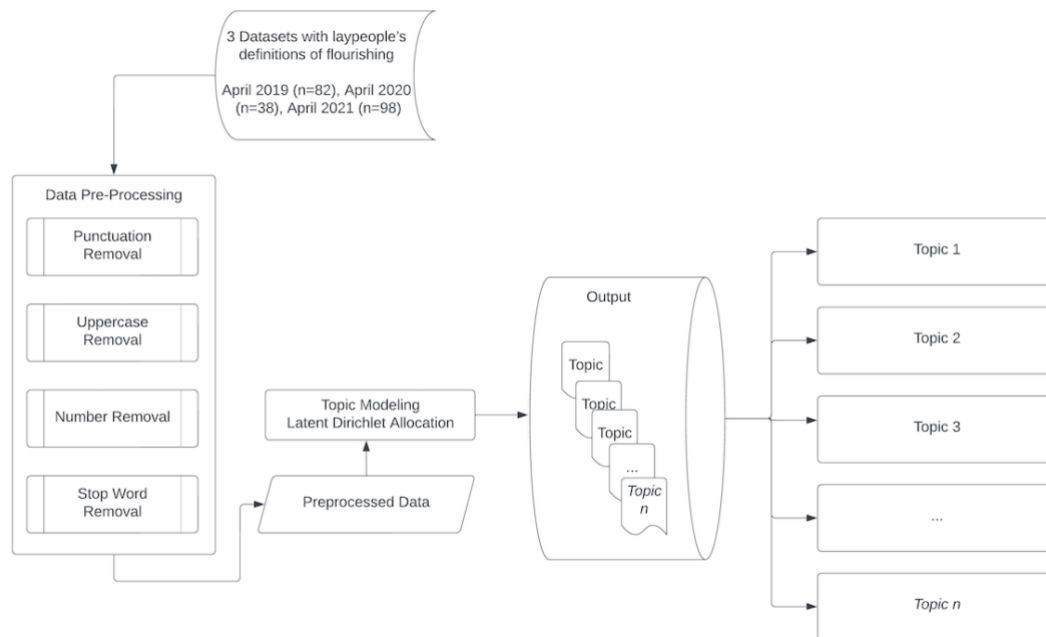 3 Datasets with laypeople's
definitions of flourishing
April 2019 (n=82), April 2020
(n=38), April 2021 (n=98)
Data Pre-Processing
Punctuation
Removal
Uppercase
Removal
Number Removal
Stop Word
Removal
Topic Modeling
Latent Dirichlet Allocation
Preprocessed Data
Output
Topic
Topic
Topic
...
Topic
n
Topic 1
Topic 2
Topic 3
...
Topic n